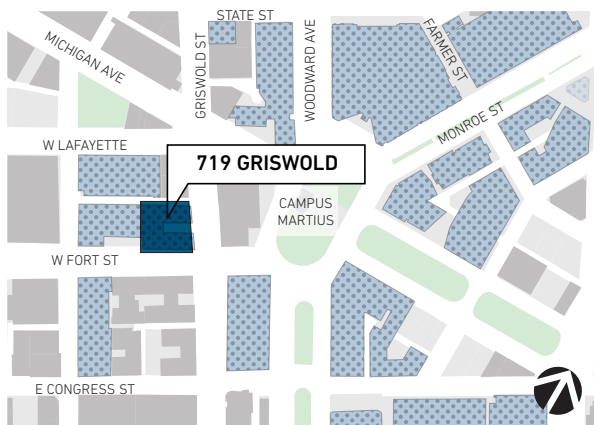 STATE ST
MICHIGAN AVE
GRISWOLD ST
WOODWARD AVE
FARMER ST
MONROE ST
W LAFAYETTE
719 GRISWOLD
CAMPUS
MARTIUS
W FORT ST
E CONGRESS ST